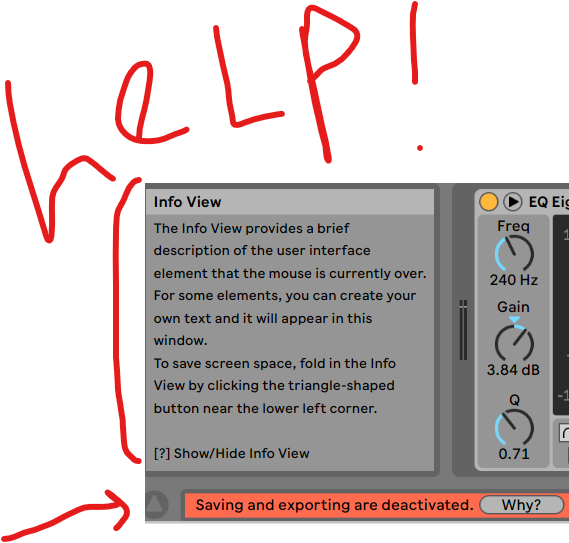 HELP!
Info View
The Info View provides a brief
description of the user interface
element that the mouse is currently over.
For some elements, you can create your
own text and it will appear in this
window.
To save screen space, fold in the Info
View by clicking the triangle-shaped
button near the lower left corner.
[?] Show/Hide Info View
EQ Eig
Freq
240 Hz
Gain
3.84 dB
Q
0.71
Saving and exporting are deactivated.
Why?